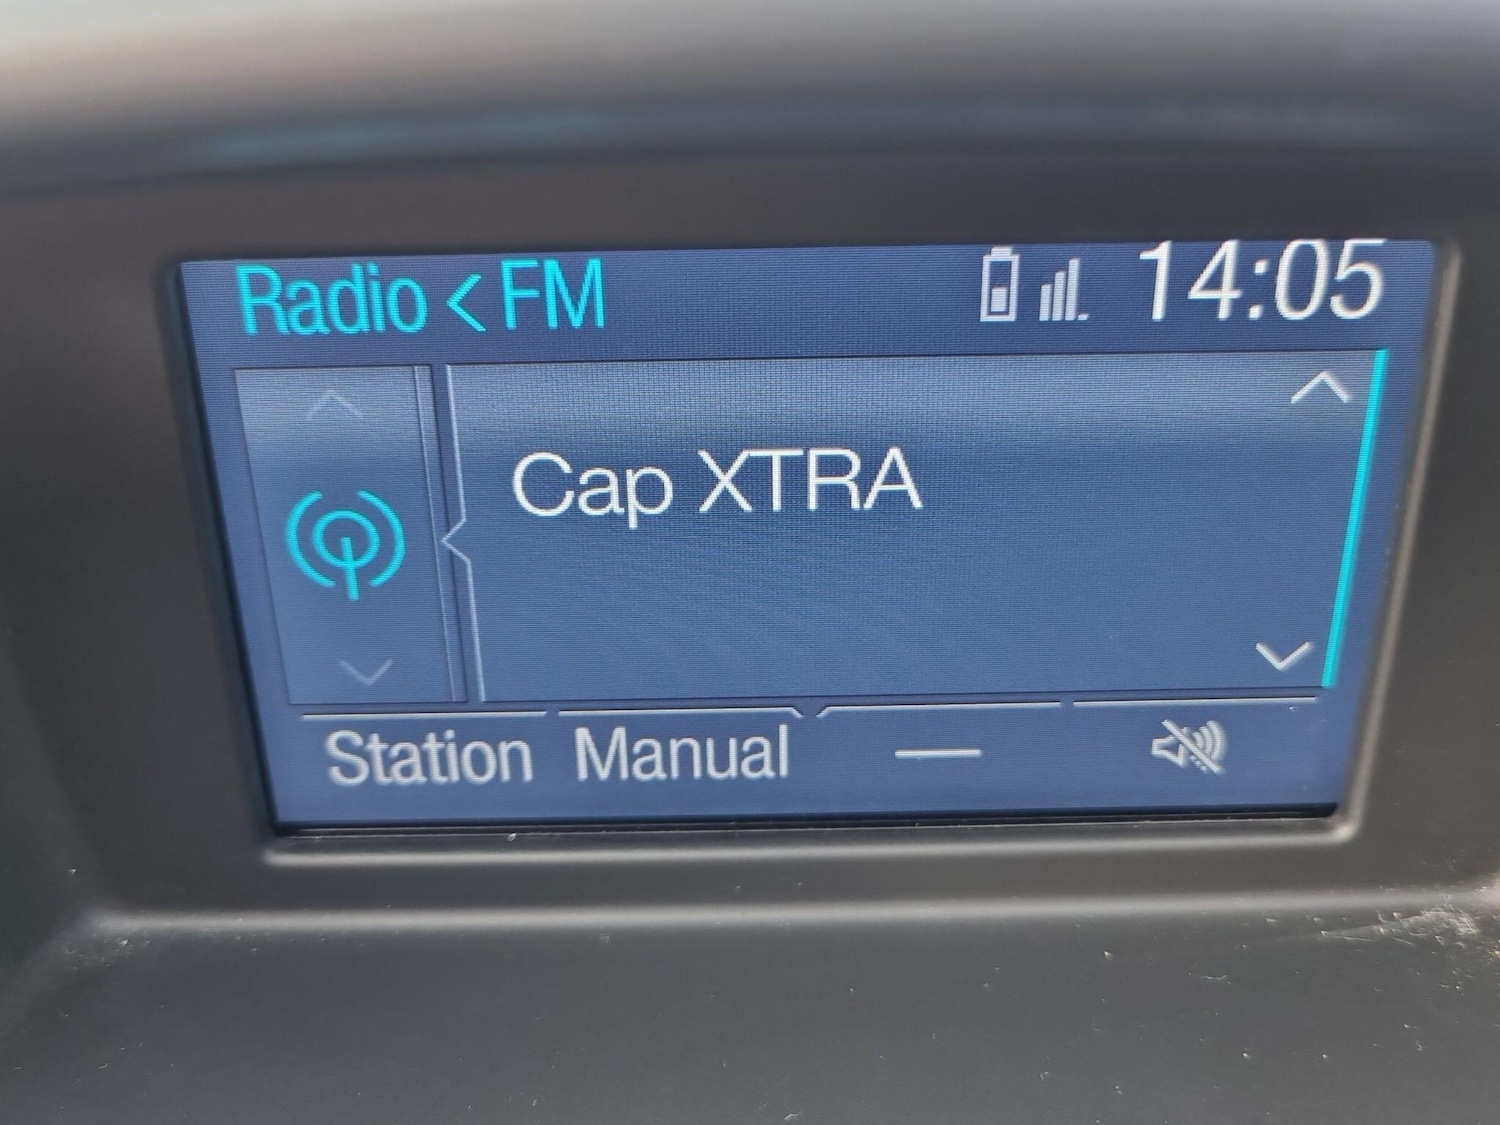 Radio < FM 14:05
Cap XTRA
Station Manual —